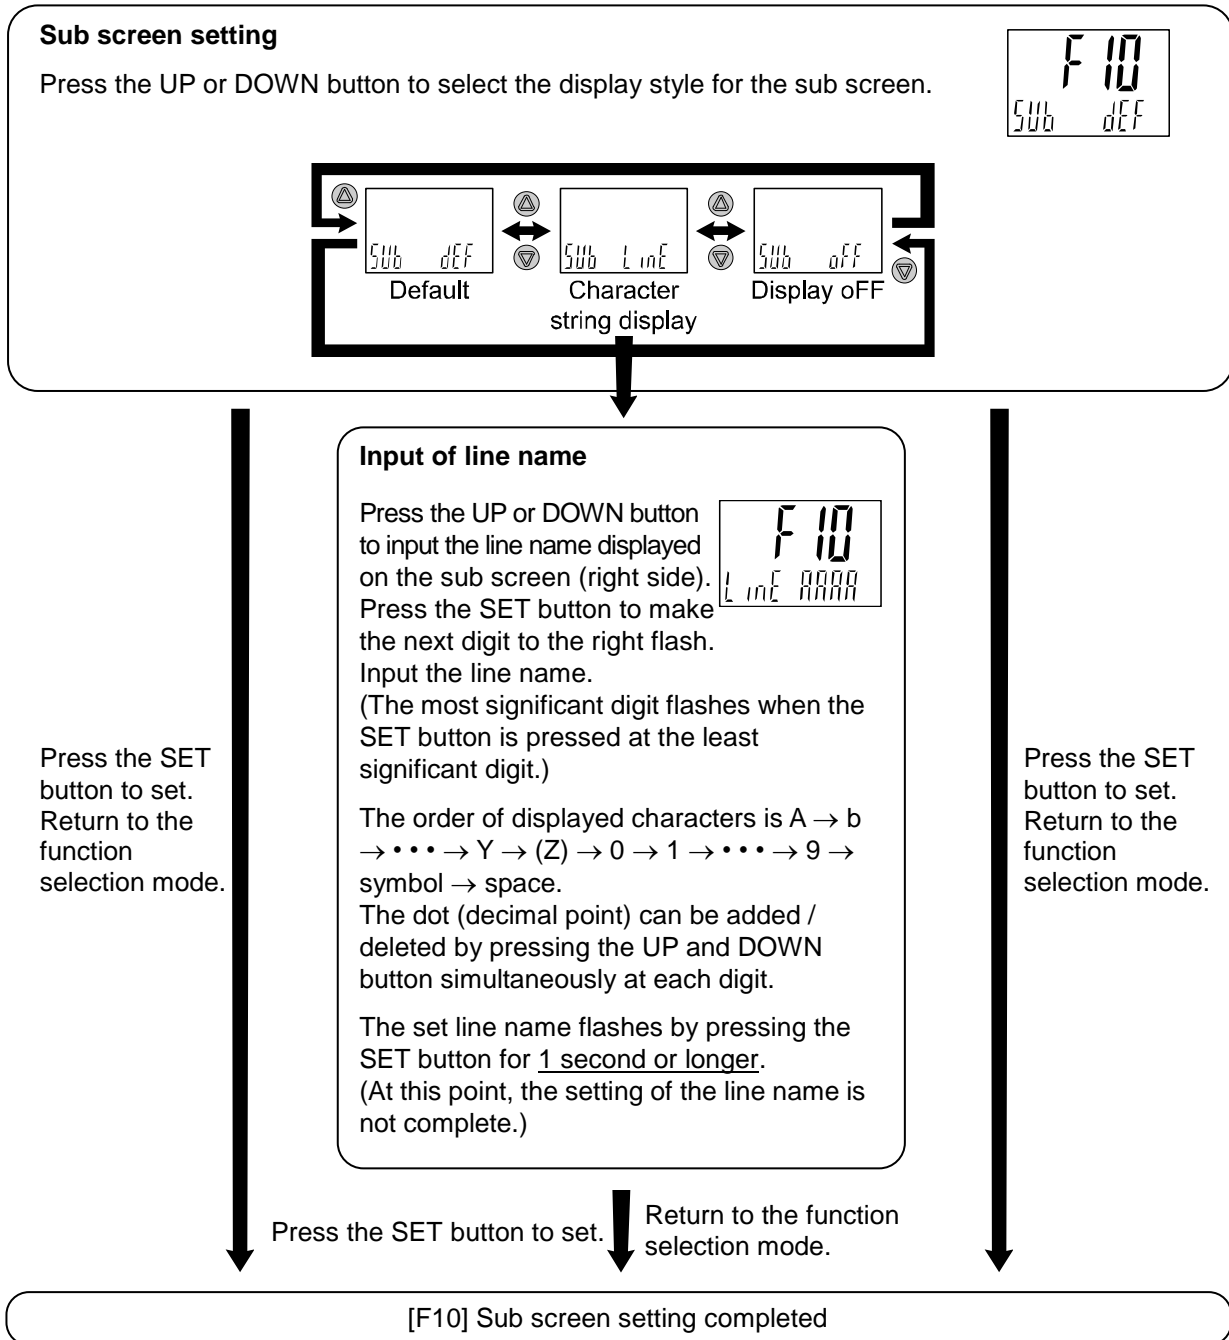 Sub screen setting
Press the UP or DOWN button to select the display style for the sub screen.
F 10
SUb dEF
SUb dEF
SUb LinE
SUb oFF
Default
Character
string display
Display oFF
Input of line name
Press the UP or DOWN button
to input the line name displayed
on the sub screen (right side).
Press the SET button to make
the next digit to the right flash.
Input the line name.
(The most significant digit flashes when the
SET button is pressed at the least
significant digit.)
F 10
LinE AAAA
The order of displayed characters is A → b
→ • • • → Y → (Z) → 0 → 1 → • • • → 9 →
symbol → space.
The dot (decimal point) can be added /
deleted by pressing the UP and DOWN
button simultaneously at each digit.
The set line name flashes by pressing the
SET button for 1 second or longer.
(At this point, the setting of the line name is
not complete.)
Press the SET
button to set.
Return to the
function
selection mode.
Press the SET
button to set.
Return to the
function
selection mode.
Press the SET button to set.
Return to the function
selection mode.
[F10] Sub screen setting completed